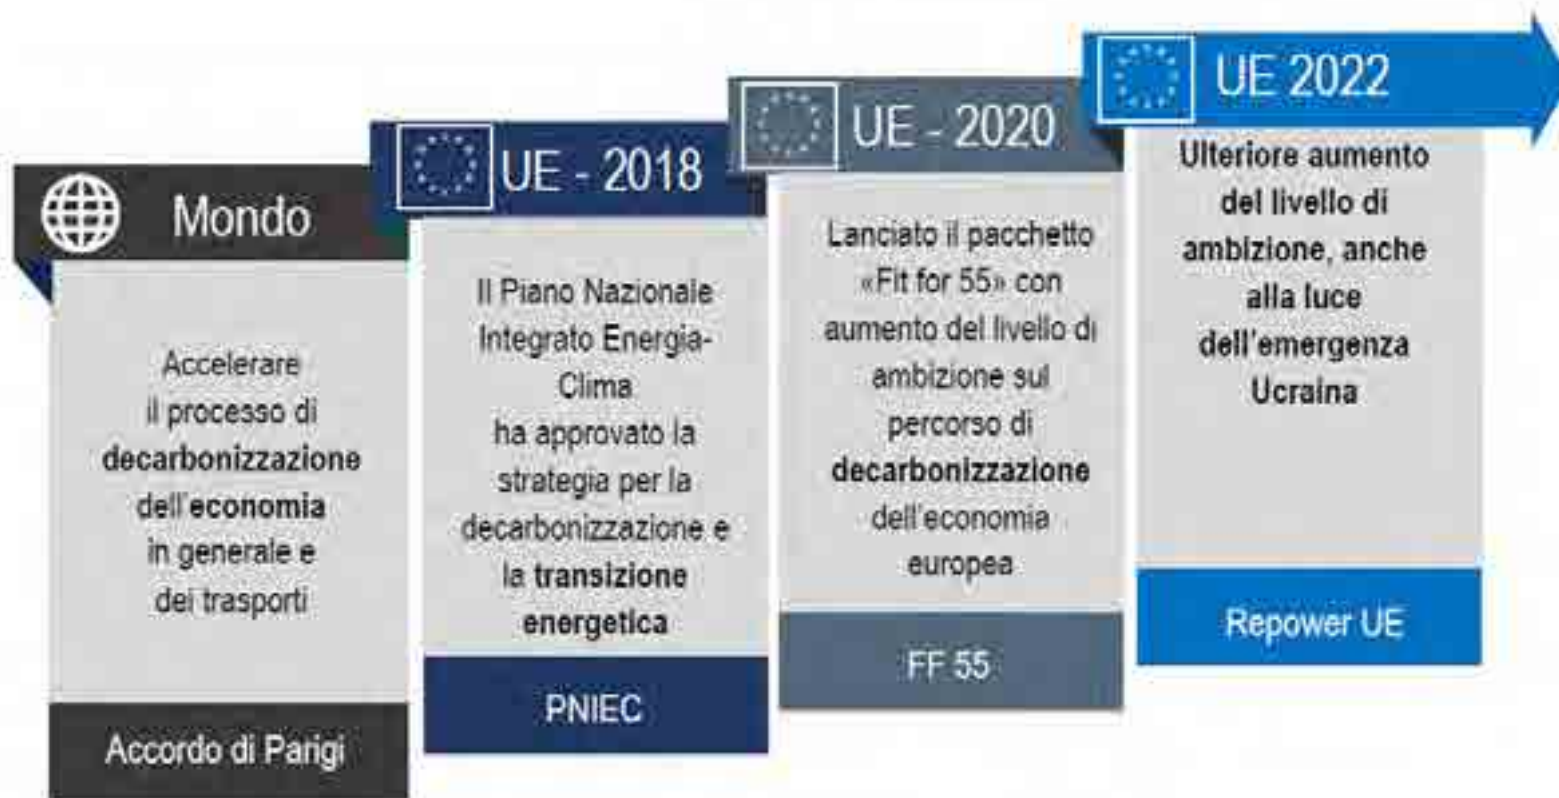 Mondo
Accelerare
il processo di
decarbonizzazione
dell'economia
in generale e
dei trasporti
Accordo di Parigi
UE - 2018
Il Piano Nazionale
Integrato Energia-
Clima
ha approvato la
strategia per la
decarbonizzazione e
la transizione
energetica
PNIEC
UE - 2020
Lanciato il pacchetto
«Fit for 55» con
aumento del livello di
ambizione sul
percorso di
decarbonizzazione
dell'economia
europea
FF 55
UE 2022
Ulteriore aumento
del livello di
ambizione, anche
alla luce
dell'emergenza
Ucraina
Repower UE